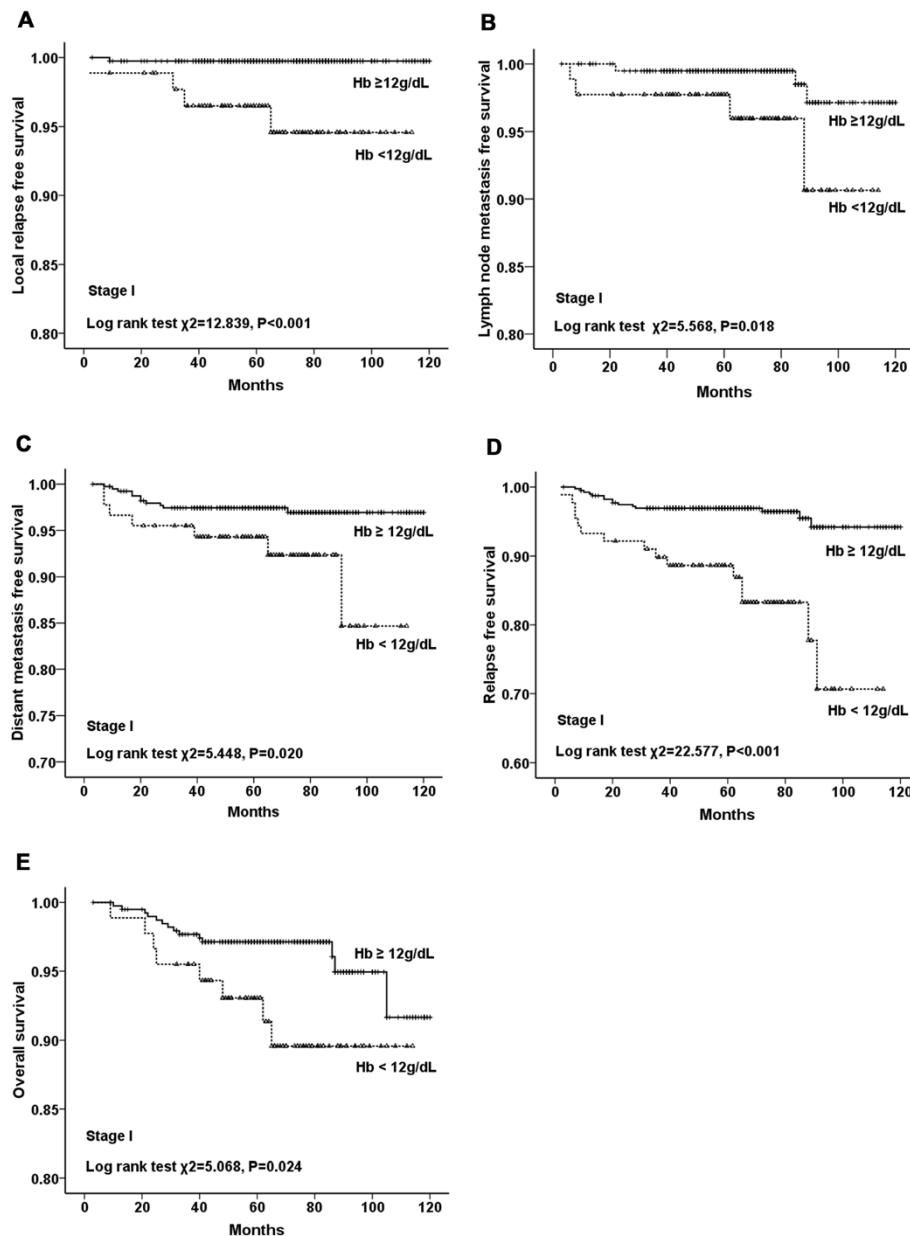 A
Local relapse free survival
1.00
0.95
0.90
0.85
0.80
Hb ≥12g/dL
Hb <12g/dL
Stage I
Log rank test χ2=12.839, P<0.001
0 20 40 60 80 100 120
Months
B
Lymph node metastasis free survival
1.00
0.95
0.90
0.85
0.80
Hb ≥12g/dL
Hb <12g/dL
Stage I
Log rank test χ2=5.568, P=0.018
0 20 40 60 80 100 120
Months
C
Distant metastasis free survival
1.00
0.95
0.90
0.85
0.80
0.75
0.70
Hb ≥ 12g/dL
Hb < 12g/dL
Stage I
Log rank test χ2=5.448, P=0.020
0 20 40 60 80 100 120
Months
D
Relapse free survival
1.00
0.90
0.80
0.70
0.60
Hb ≥ 12g/dL
Hb < 12g/dL
Stage I
Log rank test χ2=22.577, P<0.001
0 20 40 60 80 100 120
Months
E
Overall survival
1.00
0.95
0.90
0.85
0.80
Hb ≥ 12g/dL
Hb < 12g/dL
Stage I
Log rank test χ2=5.068, P=0.024
0 20 40 60 80 100 120
Months